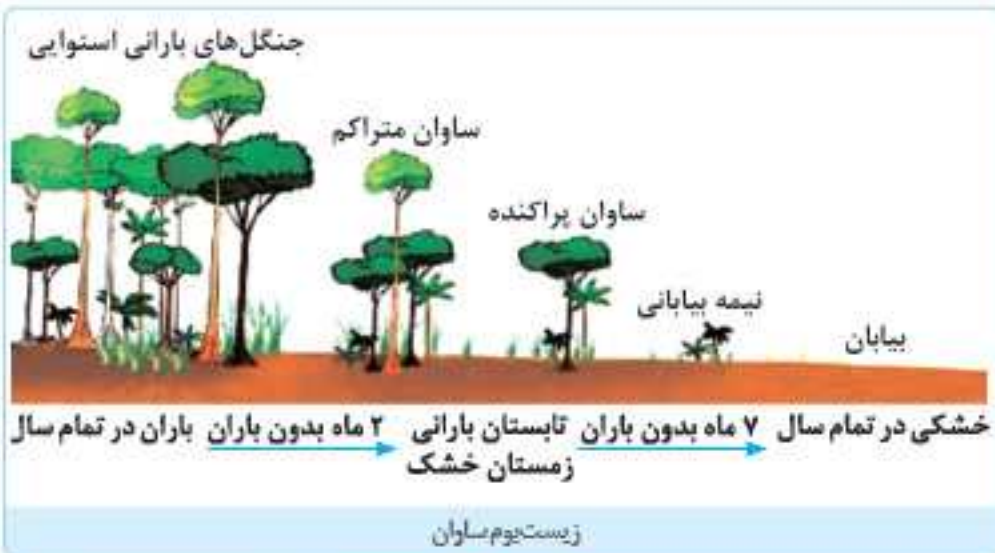 جنگل‌های بارانی استوایی
ساوان متراکم
ساوان پراکنده
نیمه بیابانی
بیابان
باران در تمام سال
۲ ماه بدون باران
تابستان بارانی
زمستان خشک
۷ ماه بدون باران
خشکی در تمام سال
زیست‌بوم ساوان